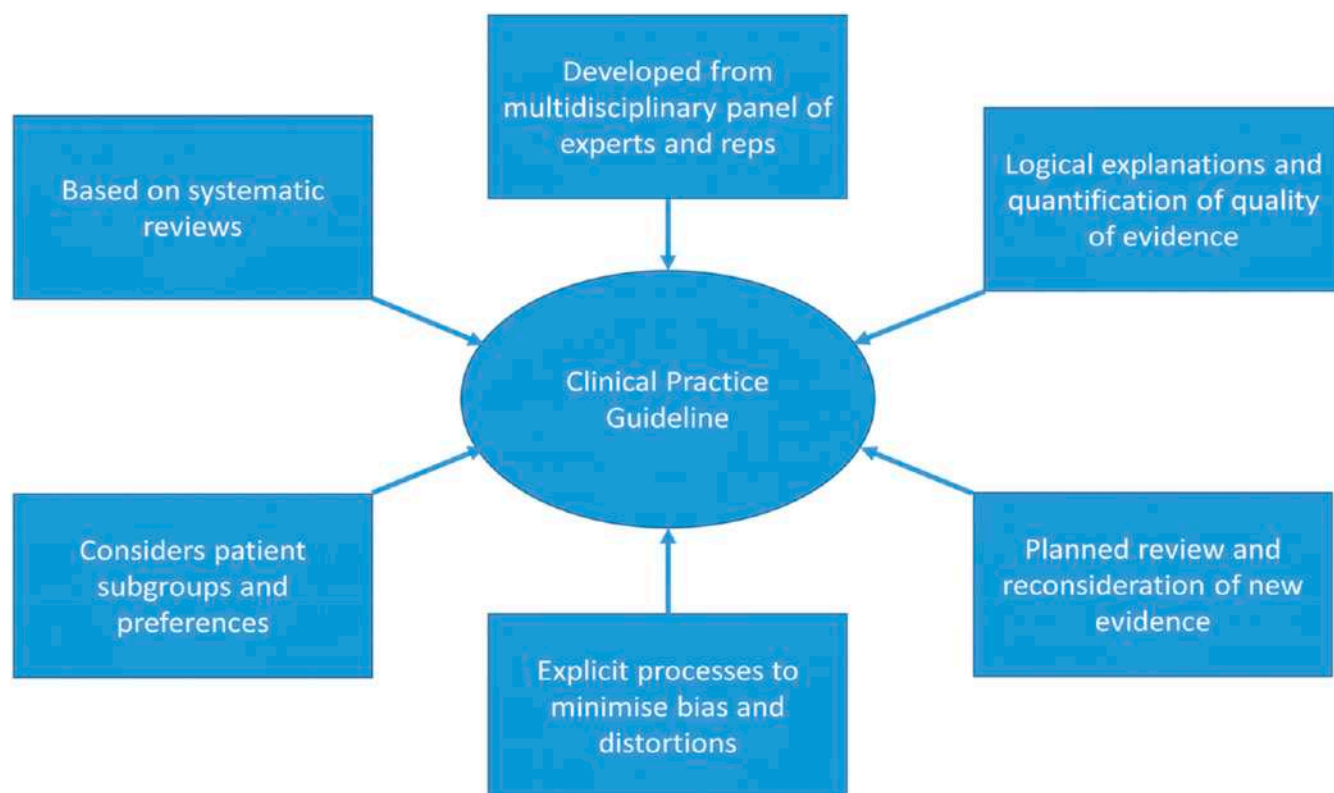 Developed from
multidisciplinary panel of
experts and reps
Based on systematic
reviews
Logical explanations and
quantification of quality
of evidence
Clinical Practice
Guideline
Considers patient
subgroups and
preferences
Explicit processes to
minimise bias and
distortions
Planned review and
reconsideration of new
evidence